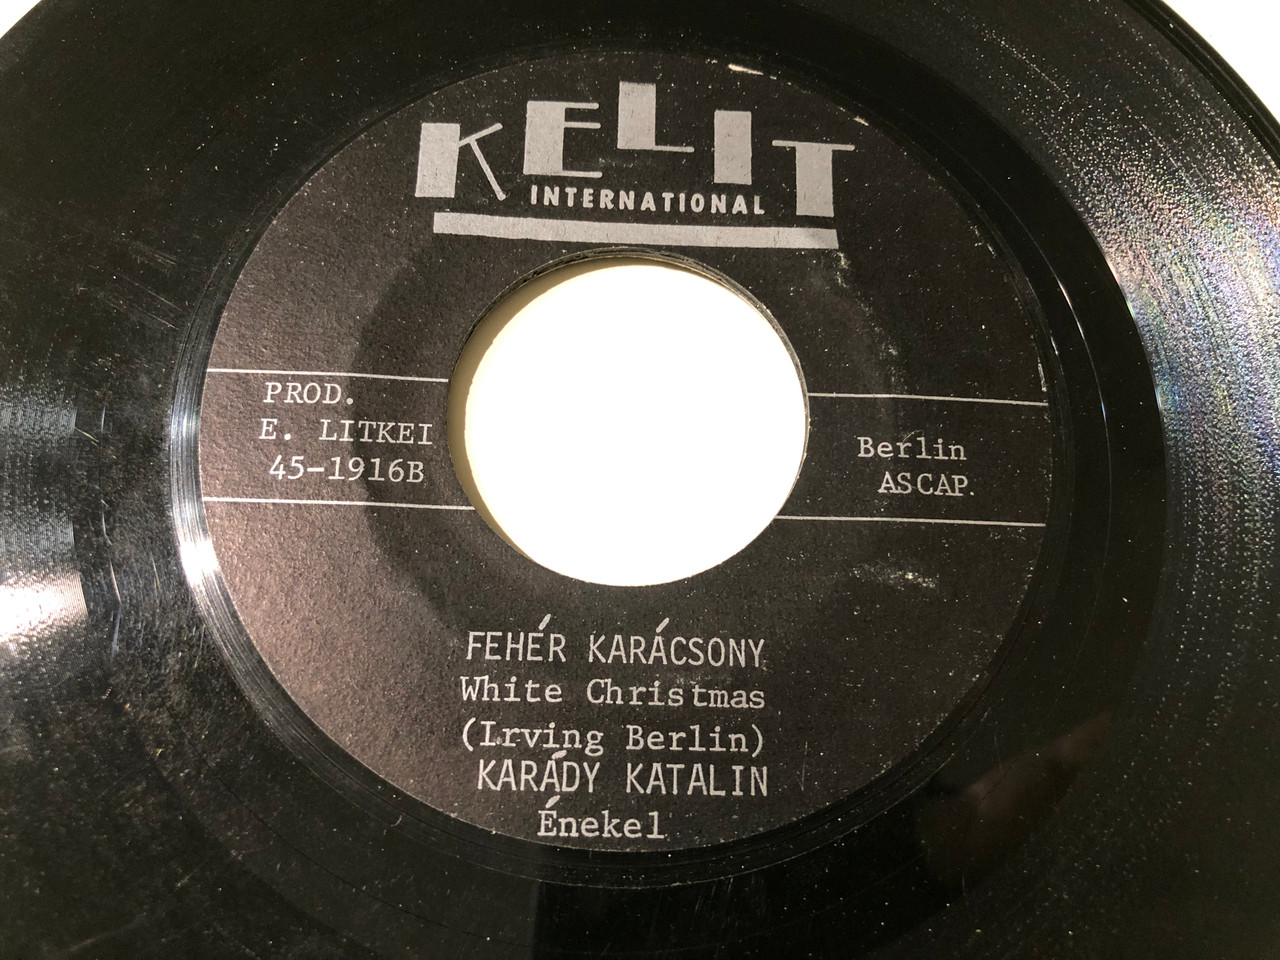 KELIT
INTERNATIONAL
PROD.
E. LITKEI
45-1916B
Berlin
ASCAP.
FEHÉR KARÁCSONY
White Christmas
(Irving Berlin)
KARÁDY KATALIN
Énekel